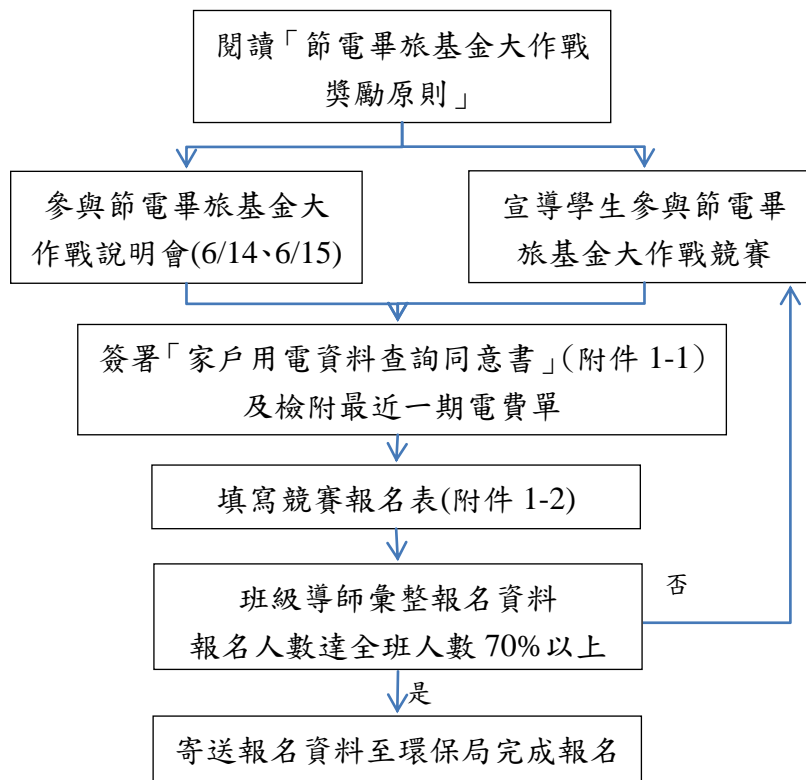 閱讀「節電畢旅基金大作戰
獎勵原則」
參與節電畢旅基金大
作戰說明會(6/14、6/15)
宣導學生參與節電畢
旅基金大作戰競賽
簽署「家戶用電資料查詢同意書」(附件 1-1)
及檢附最近一期電費單
填寫競賽報名表(附件 1-2)
班級導師彙整報名資料
報名人數達全班人數 70%以上
否
是
寄送報名資料至環保局完成報名